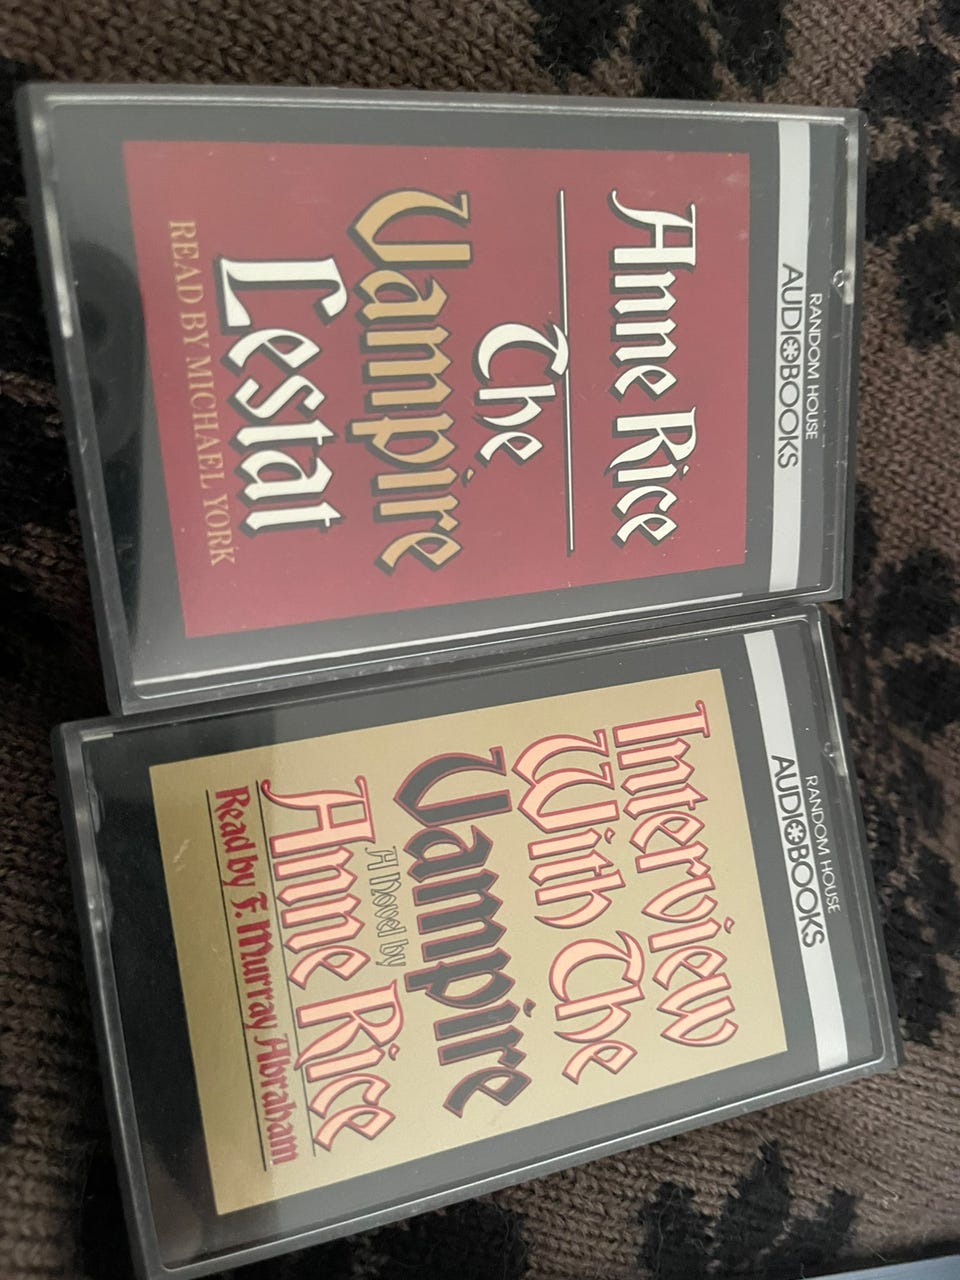 RANDOM HOUSE
AUDIOBOOKS
Anne Rice
The
Vampire
Lestat
READ BY MICHAEL YORK
RANDOM HOUSE
AUDIOBOOKS
Interview
With The
Vampire
A novel by
Anne Rice
Read by F. Murray Abraham